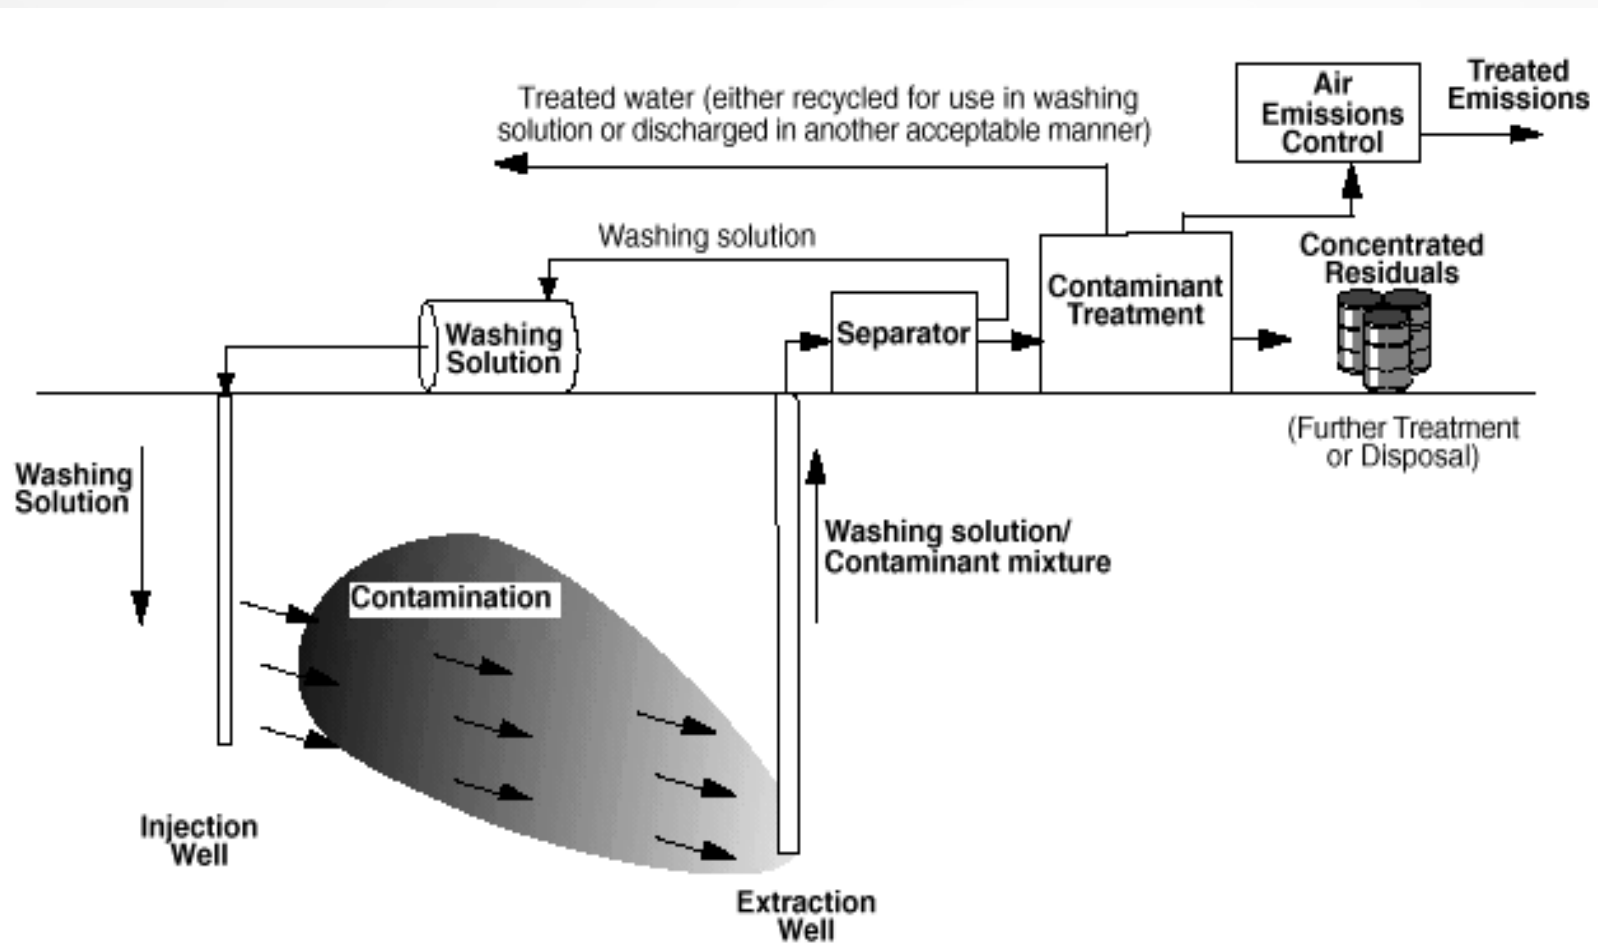 Treated water (either recycled for use in washing
solution or discharged in another acceptable manner)
Air
Emissions
Control
Treated
Emissions
Washing solution
Washing
Solution
Separator
Contaminant
Treatment
Concentrated
Residuals
(Further Treatment
or Disposal)
Washing
Solution
Washing solution/
Contaminant mixture
Contamination
Injection
Well
Extraction
Well